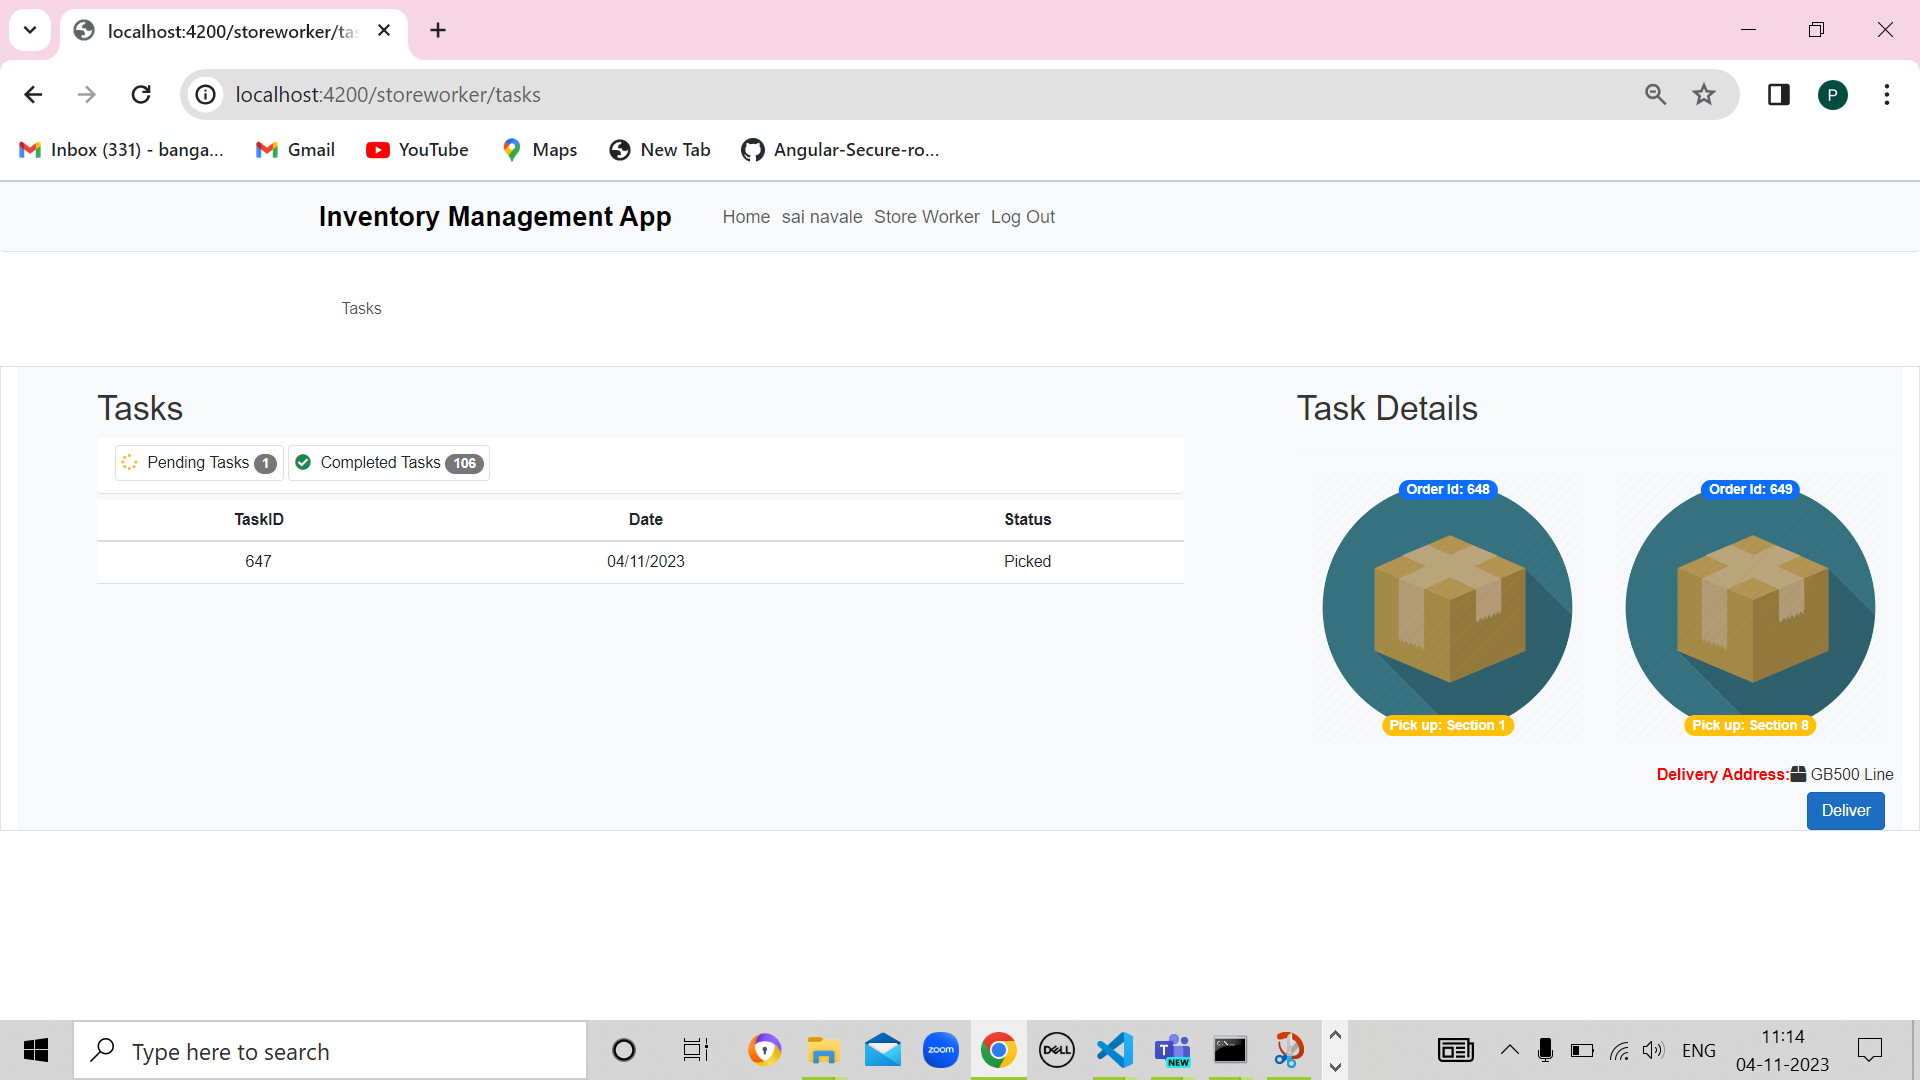 localhost:4200/storeworker/ta
localhost:4200/storeworker/tasks
P
Inbox (331) - banga...
Gmail
YouTube
Maps
New Tab
Angular-Secure-ro...
Inventory Management App
Home
sai navale
Store Worker
Log Out
Tasks
Tasks
Pending Tasks 1
Completed Tasks 106
TaskID Date Status
647 04/11/2023 Picked
Task Details
Order Id: 648
Order Id: 649
Pick up: Section 1
Pick up: Section 8
Delivery Address: GB500 Line
Deliver
Type here to search
zoom
DELL
T
NEW
C:\_
ENG
11:14
04-11-2023